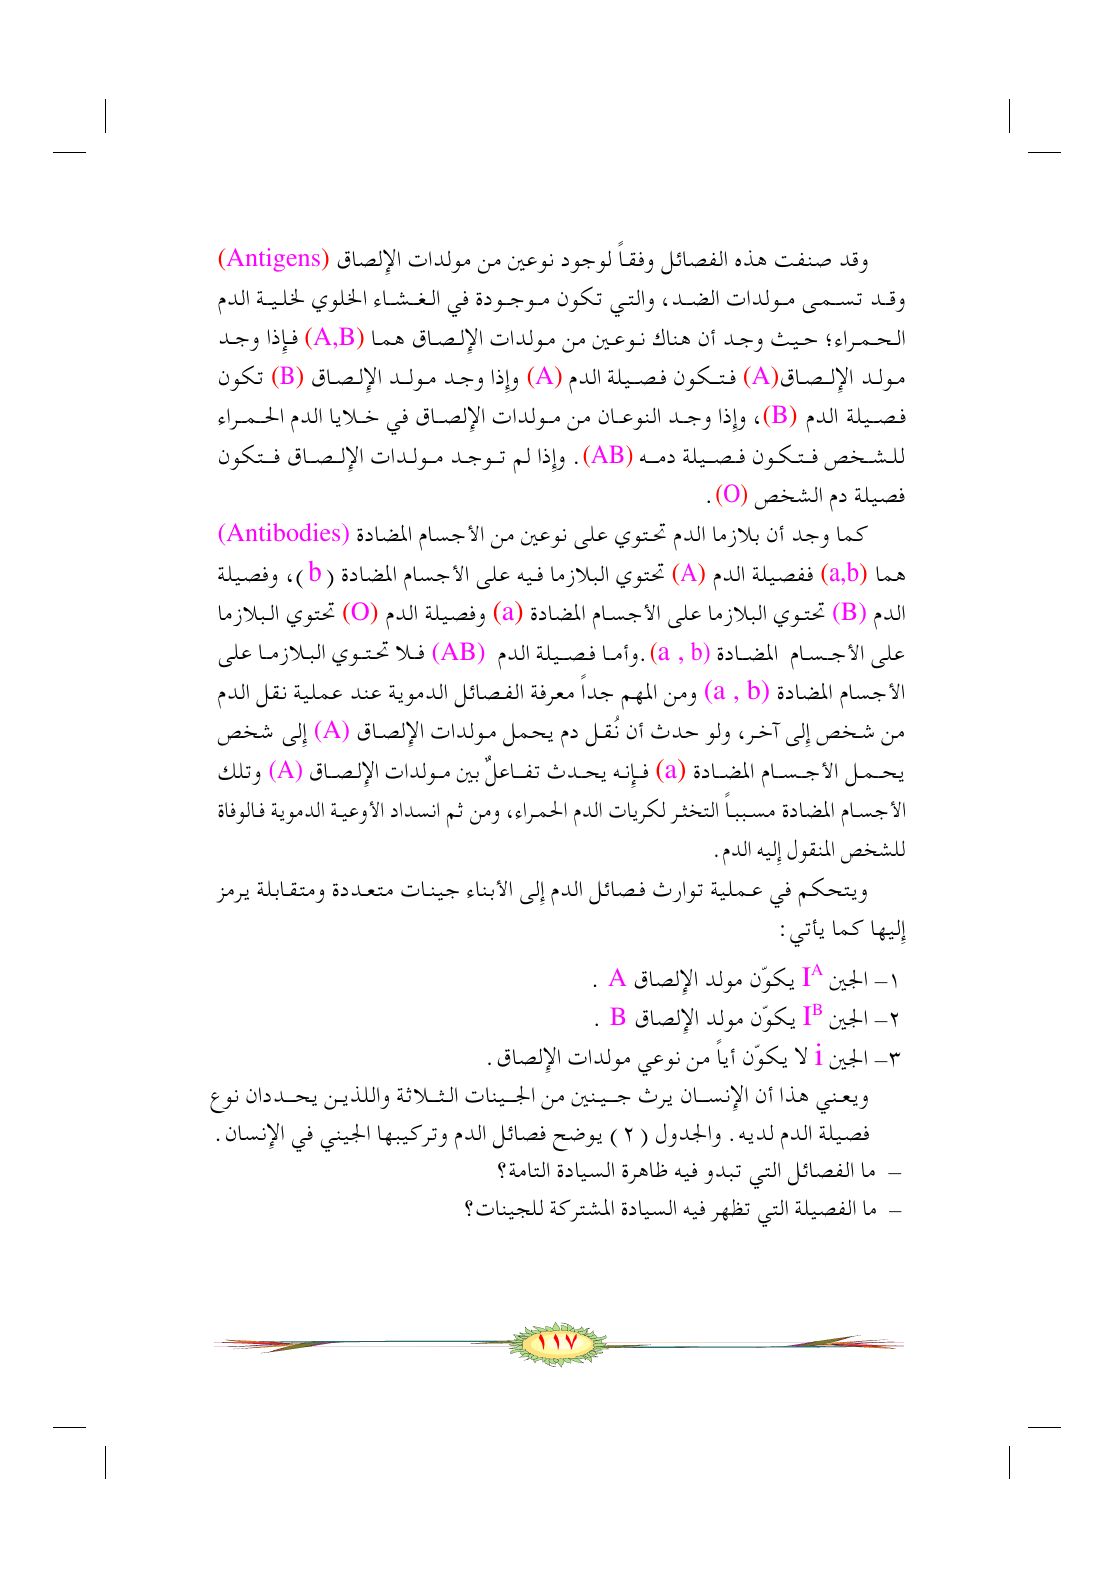 وقد صنفت هذه الفصائل وفقاً لوجود نوعين من مولدات الإلصاق (Antigens)
وقد تسمى مولدات الضد، والتي تكون موجودة في الغشاء الخلوي لخلية الدم
الحمراء؛ حيث وجد أن هناك نوعين من مولدات الإلصاق هما (A,B) فإذا وجد
مولد الإلصاق(A) فتكون فصيلة الدم (A) وإذا وجد مولد الإلصاق (B) تكون
فصيلة الدم (B)، وإذا وجد النوعان من مولدات الإلصاق في خلايا الدم الحمراء
للشخص فتكون فصيلة دمه (AB). وإذا لم توجد مولدات الإلصاق فتكون
فصيلة دم الشخص (O).
كما وجد أن بلازما الدم تحتوي على نوعين من الأجسام المضادة (Antibodies)
هما (a,b) ففصيلة الدم (A) تحتوي البلازما فيه على الأجسام المضادة ( b )، وفصيلة
الدم (B) تحتوي البلازما على الأجسام المضادة (a) وفصيلة الدم (O) تحتوي البلازما
على الأجسام المضادة (a , b).وأما فصيلة الدم (AB) فلا تحتوي البلازما على
الأجسام المضادة (a , b) ومن المهم جداً معرفة الفصائل الدموية عند عملية نقل الدم
من شخص إلى آخر، ولو حدث أن نُقل دم يحمل مولدات الإلصاق (A) إلى شخص
يحمل الأجسام المضادة (a) فإنه يحدث تفاعلٌ بين مولدات الإلصاق (A) وتلك
الأجسام المضادة مسبباً التخثر لكريات الدم الحمراء، ومن ثم انسداد الأوعية الدموية فالوفاة
للشخص المنقول إليه الدم.
ويتحكم في عملية توارث فصائل الدم إلى الأبناء جينات متعددة ومتقابلة يرمز
إليها كما يأتي:
١– الجين Iᴬ يكوّن مولد الإلصاق A .
٢– الجين Iᴮ يكوّن مولد الإلصاق B .
٣– الجين i لا يكوّن أياً من نوعي مولدات الإلصاق.
ويعني هذا أن الإنسان يرث جينين من الجينات الثلاثة واللذين يحددان نوع
فصيلة الدم لديه. والجدول ( ٢ ) يوضح فصائل الدم وتركيبها الجيني في الإنسان.
– ما الفصائل التي تبدو فيه ظاهرة السيادة التامة؟
– ما الفصيلة التي تظهر فيه السيادة المشتركة للجينات؟
١١٧